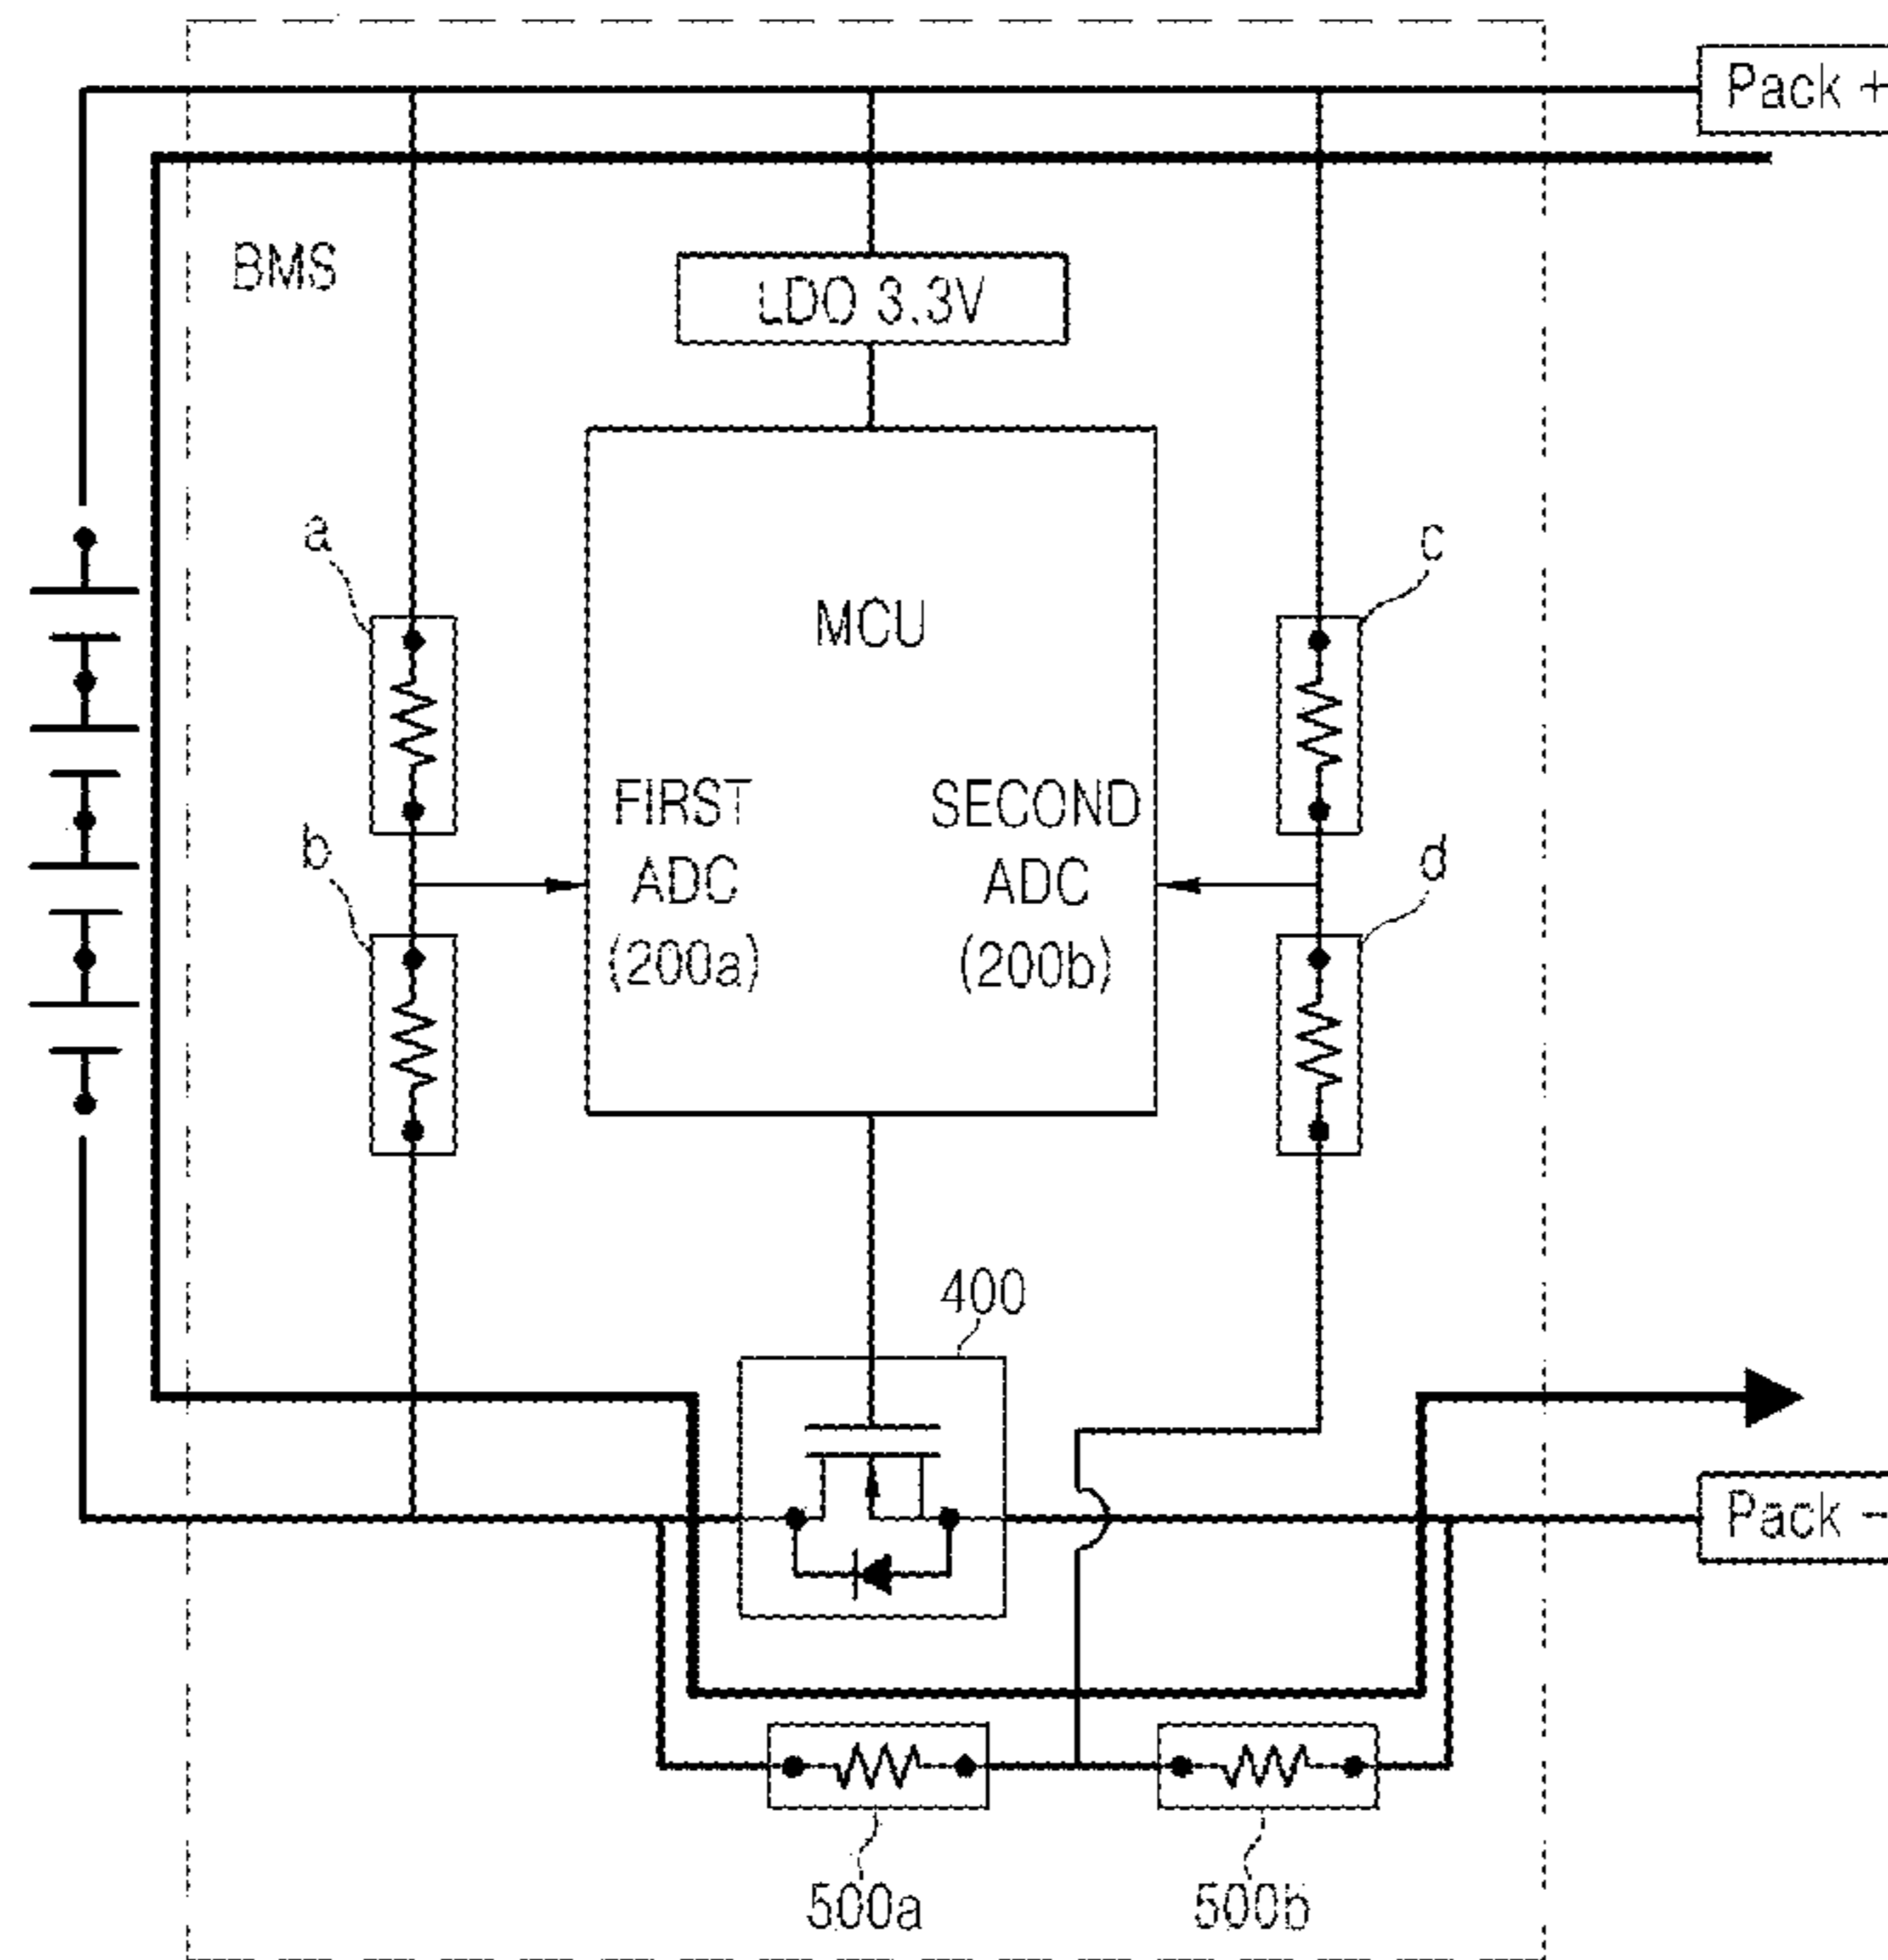 Pack +
BMS
LDO 3.3V
a
c
MCU
FIRST
ADC
(200a)
SECOND
ADC
(200b)
b
d
400
Pack -
500a
500b